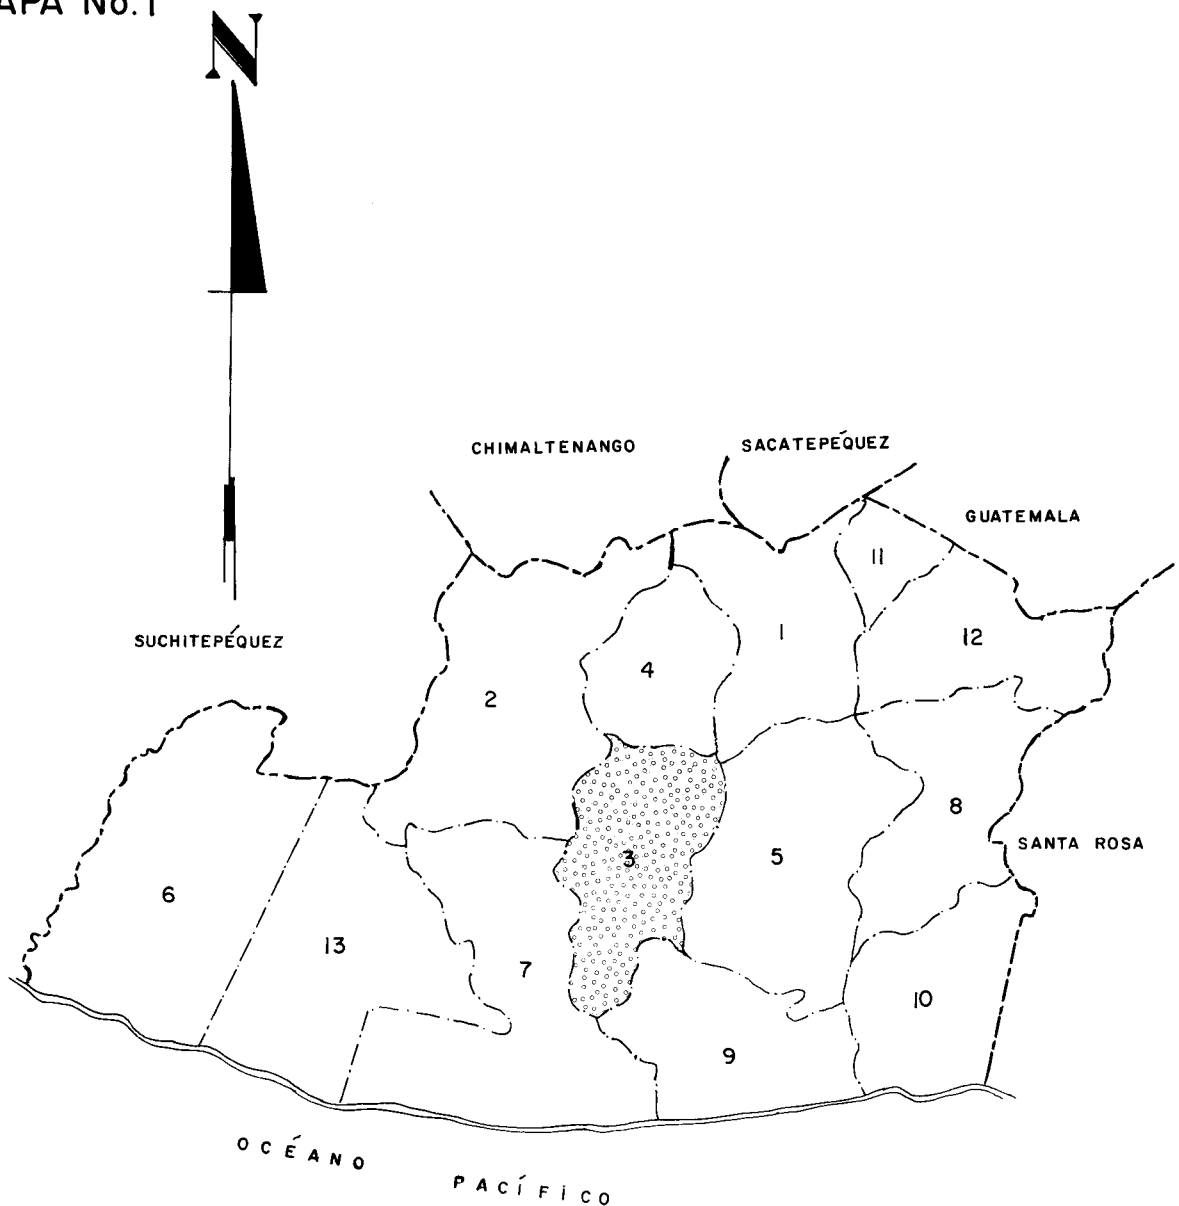 APA No.1
N
CHIMALTENANGO
SACATEPÉQUEZ
GUATEMALA
11
SUCHITEPÉQUEZ
1
12
4
2
8
SANTA ROSA
3
5
6
13
7
10
9
OCÉANO
PACÍFICO